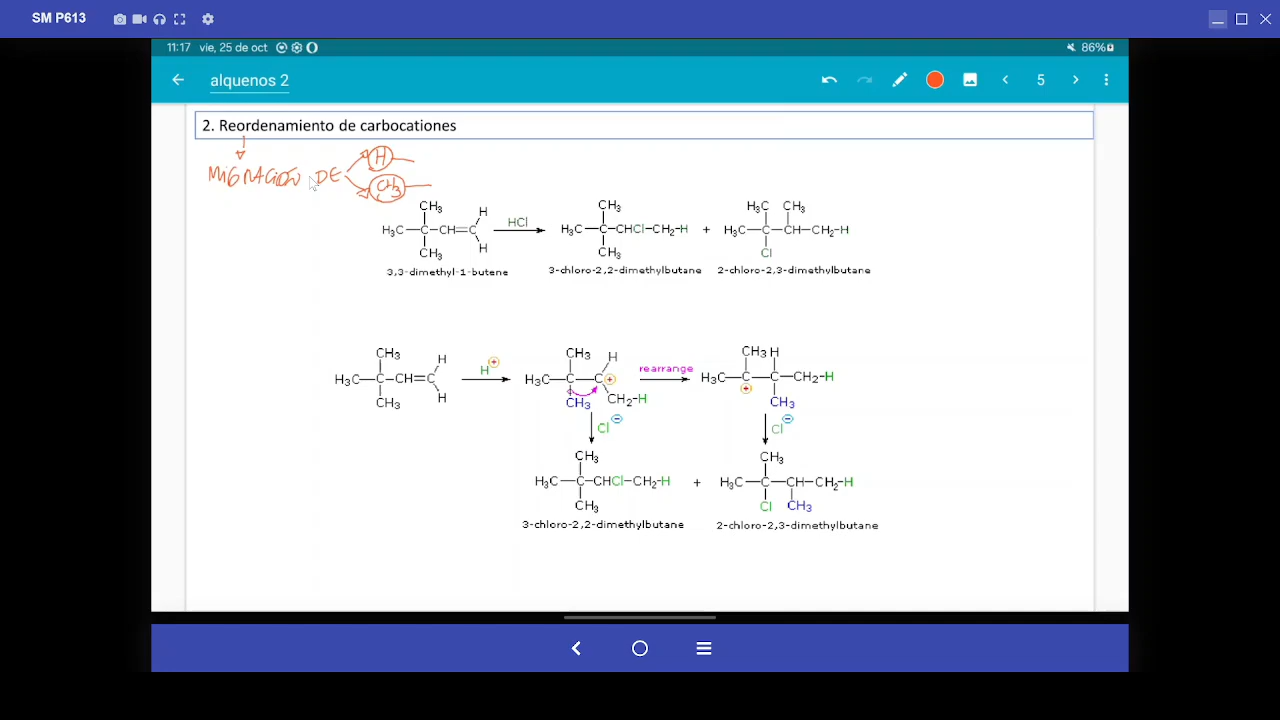 SM P613
11:17 vie, 25 de oct 86%
alquenos 2 5
2. Reordenamiento de carbocationes
MiGRACiÓN DE H
CH3
CH3 H
H3C—C—CH=C
CH3 H
3,3-dimethyl-1-butene
HCl
CH3
H3C—C—CHCl—CH2-H
CH3
3-chloro-2,2-dimethylbutane
+
H3C CH3
H3C—C—CH—CH2-H
Cl
2-chloro-2,3-dimethylbutane
CH3 H
H3C—C—CH=C
CH3 H
H+
CH3 H
H3C—C—C+
CH3 CH2-H
rearrange
CH3 H
H3C—C—C—CH2-H
+ CH3
Cl− Cl−
CH3
H3C—C—CHCl—CH2-H
CH3
3-chloro-2,2-dimethylbutane
+
CH3
H3C—C—CH—CH2-H
Cl CH3
2-chloro-2,3-dimethylbutane